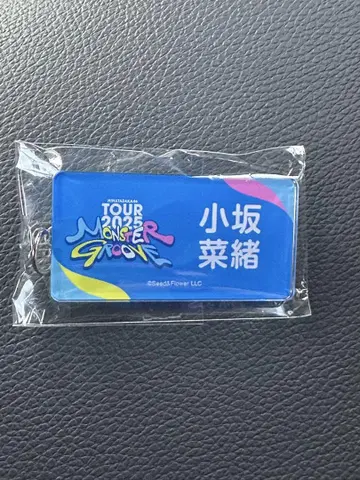 HINATAZAKA46
TOUR
2025
MONSTER
GROOVE
小坂
菜緒
©Seed&Flower LLC